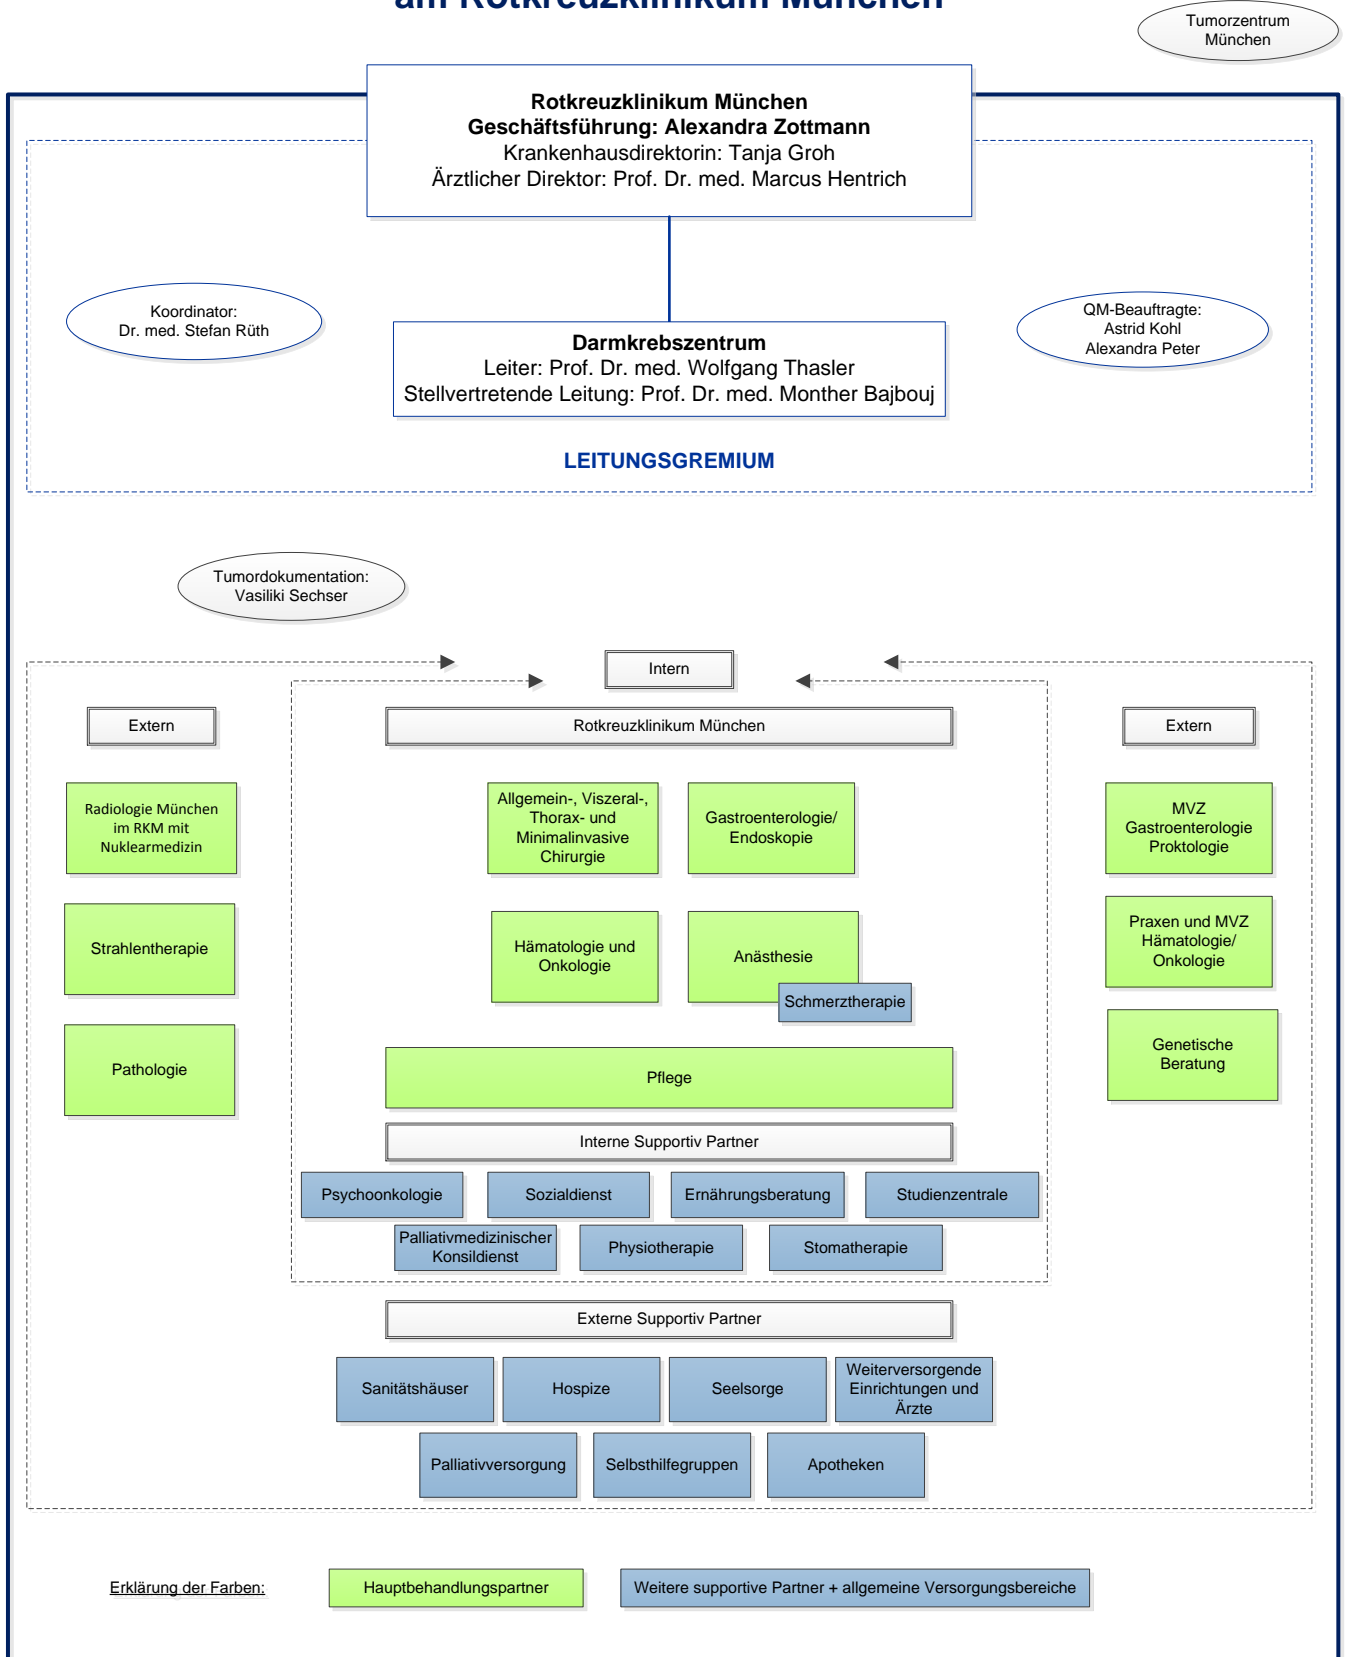 am Rotkreuzklinikum München
Tumorzentrum
München
Rotkreuzklinikum München
Geschäftsführung: Alexandra Zottmann
Krankenhausdirektorin: Tanja Groh
Ärztlicher Direktor: Prof. Dr. med. Marcus Hentrich
Koordinator:
Dr. med. Stefan Rüth
QM-Beauftragte:
Astrid Kohl
Alexandra Peter
Darmkrebszentrum
Leiter: Prof. Dr. med. Wolfgang Thasler
Stellvertretende Leitung: Prof. Dr. med. Monther Bajbouj
LEITUNGSGREMIUM
Tumordokumentation:
Vasiliki Sechser
Intern
Extern
Rotkreuzklinikum München
Extern
Radiologie München
im RKM mit
Nuklearmedizin
Allgemein-, Viszeral-,
Thorax- und
Minimalinvasive
Chirurgie
Gastroenterologie/
Endoskopie
MVZ
Gastroenterologie
Proktologie
Strahlentherapie
Hämatologie und
Onkologie
Anästhesie
Schmerztherapie
Praxen und MVZ
Hämatologie/
Onkologie
Pathologie
Pflege
Genetische
Beratung
Interne Supportiv Partner
Psychoonkologie
Sozialdienst
Ernährungsberatung
Studienzentrale
Palliativmedizinischer
Konsildienst
Physiotherapie
Stomatherapie
Externe Supportiv Partner
Sanitätshäuser
Hospize
Seelsorge
Weiterversorgende
Einrichtungen und
Ärzte
Palliativversorgung
Selbsthilfegruppen
Apotheken
Erklärung der Farben:
Hauptbehandlungspartner
Weitere supportive Partner + allgemeine Versorgungsbereiche